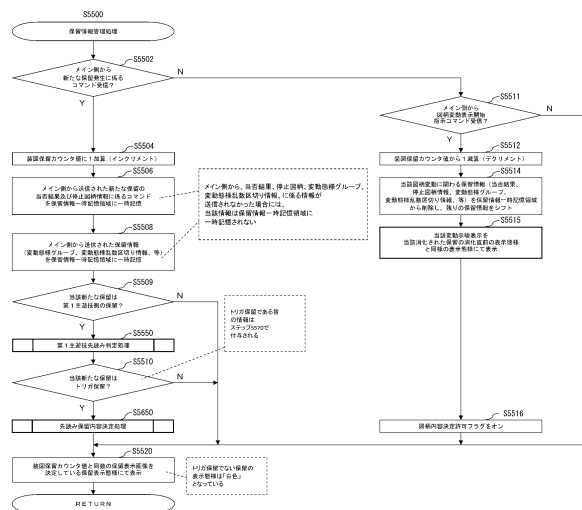 S5500
保留情報管理処理
S5502
メイン側から
新たな保留発生に係る
コマンド受信？
N
Y
S5511
メイン側から
図柄変動表示開始
指示コマンド受信？
N
Y
S5504
装図保留カウンタ値に１加算（インクリメント）
S5506
メイン側から送信された新たな保留の
当否結果及び停止図柄情報に係るコマンド
を保留情報一時記憶領域に一時記憶
メイン側から、当否結果、停止図柄、変動態様グループ、
変動態様乱数区切り情報、に係る情報が
送信されなかった場合には、
当該情報は保留情報一時記憶領域に
一時記憶されない
S5508
メイン側から送信された保留情報
（変動態様グループ、変動態様乱数区切り情報、等）
を保留情報一時記憶領域に一時記憶
S5512
装図保留カウンタ値から１減算（デクリメント）
S5514
当該図柄変動に関わる保留情報（当否結果、
停止図柄情報、変動態様グループ、
変動態様乱数区切り情報、等）を保留情報一時記憶領域
から削除し、残りの保留情報をシフト
S5515
当該変動示唆表示を
当該消化された保留の消化直前の表示態様
と同様の表示態様にて表示
S5509
当該新たな保留は
第１主遊技側の保留？
N
Y
トリガ保留である旨
の情報は
ステップ5570で
付与される
S5550
第１主遊技先読み判定処理
S5510
当該新たな保留は
トリガ保留？
N
Y
S5650
先読み保留内容決定処理
S5516
図柄内容決定許可フラグをオン
S5520
装図保留カウンタ値と同数の保留表示画像を
決定している保留表示態様にて表示
トリガ保留でない保留の
表示態様は「白色」
となっている
ＲＥＴＵＲＮ